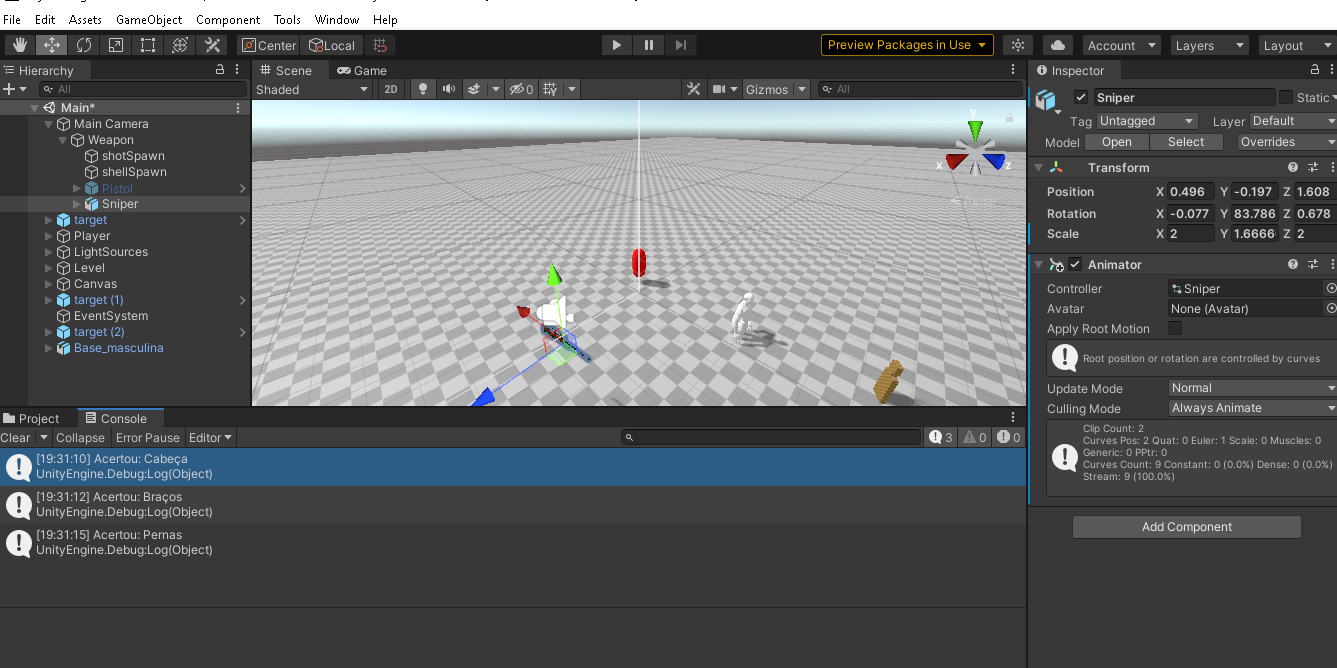 File Edit Assets GameObject Component Tools Window Help
Center Local Preview Packages in Use Account Layers Layout
Hierarchy
All
Main*
Main Camera
Weapon
shotSpawn
shellSpawn
Pistol
Sniper
target
Player
LightSources
Level
Canvas
target (1)
EventSystem
target (2)
Base_masculina
Scene Game
Shaded 2D 0 Gizmos All
y
x z
Inspector
Sniper Static
Tag Untagged Layer Default
Model Open Select Overrides
Transform
Position X 0.496 Y -0.197 Z 1.608
Rotation X -0.077 Y 83.786 Z 0.678
Scale X 2 Y 1.6666 Z 2
Animator
Controller Sniper
Avatar None (Avatar)
Apply Root Motion
Root position or rotation are controlled by curves
Update Mode Normal
Culling Mode Always Animate
Clip Count: 2
Curves Pos: 2 Quat: 0 Euler: 1 Scale: 0 Muscles: 0
Generic: 0 PPtr: 0
Curves Count: 9 Constant: 0 (0.0%) Dense: 0 (0.0%)
Stream: 9 (100.0%)
Add Component
Project Console
Clear Collapse Error Pause Editor 3 0 0
[19:31:10] Acertou: Cabeça
UnityEngine.Debug:Log(Object)
[19:31:12] Acertou: Braços
UnityEngine.Debug:Log(Object)
[19:31:15] Acertou: Pernas
UnityEngine.Debug:Log(Object)